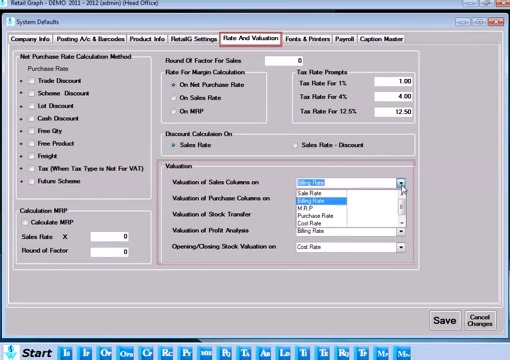 Retail Graph - DEMO 2011 - 2012 (admin) (Head Office)
System Defaults
Company Info
Posting A/c & Barcodes
Product Info
RetailG Settings
Rate And Valuation
Fonts & Printers
Payroll
Caption Master
Net Purchase Rate Calculation Method
Purchase Rate
+ Trade Discount
+ Scheme Discount
+ Lot Discount
+ Cash Discount
+ Free Qty
+ Free Product
+ Freight
+ Tax (When Tax Type is Not For VAT)
+ Future Scheme
Calculation MRP
Calculate MRP
Sales Rate X 0
Round of Factor 0
Round Of Factor For Sales 0
Rate For Margin Calculation
On Net Purchase Rate
On Sales Rate
On MRP
Tax Rate Prompts
Tax Rate For 1% 1.00
Tax Rate For 4% 4.00
Tax Rate For 12.5% 12.50
Discount Calculaion On
Sales Rate
Sales Rate - Discount
Valuation
Valuation of Sales Columns on Billing Rate
Sale Rate
Billing Rate
M.R.P
Purchase Rate
Cost Rate
Valuation of Purchase Columns on
Valuation of Stock Transfer
Valuation of Profit Analysis Billing Rate
Opening/Closing Stock Valuation on Cost Rate
Save
Cancel Changes
Start